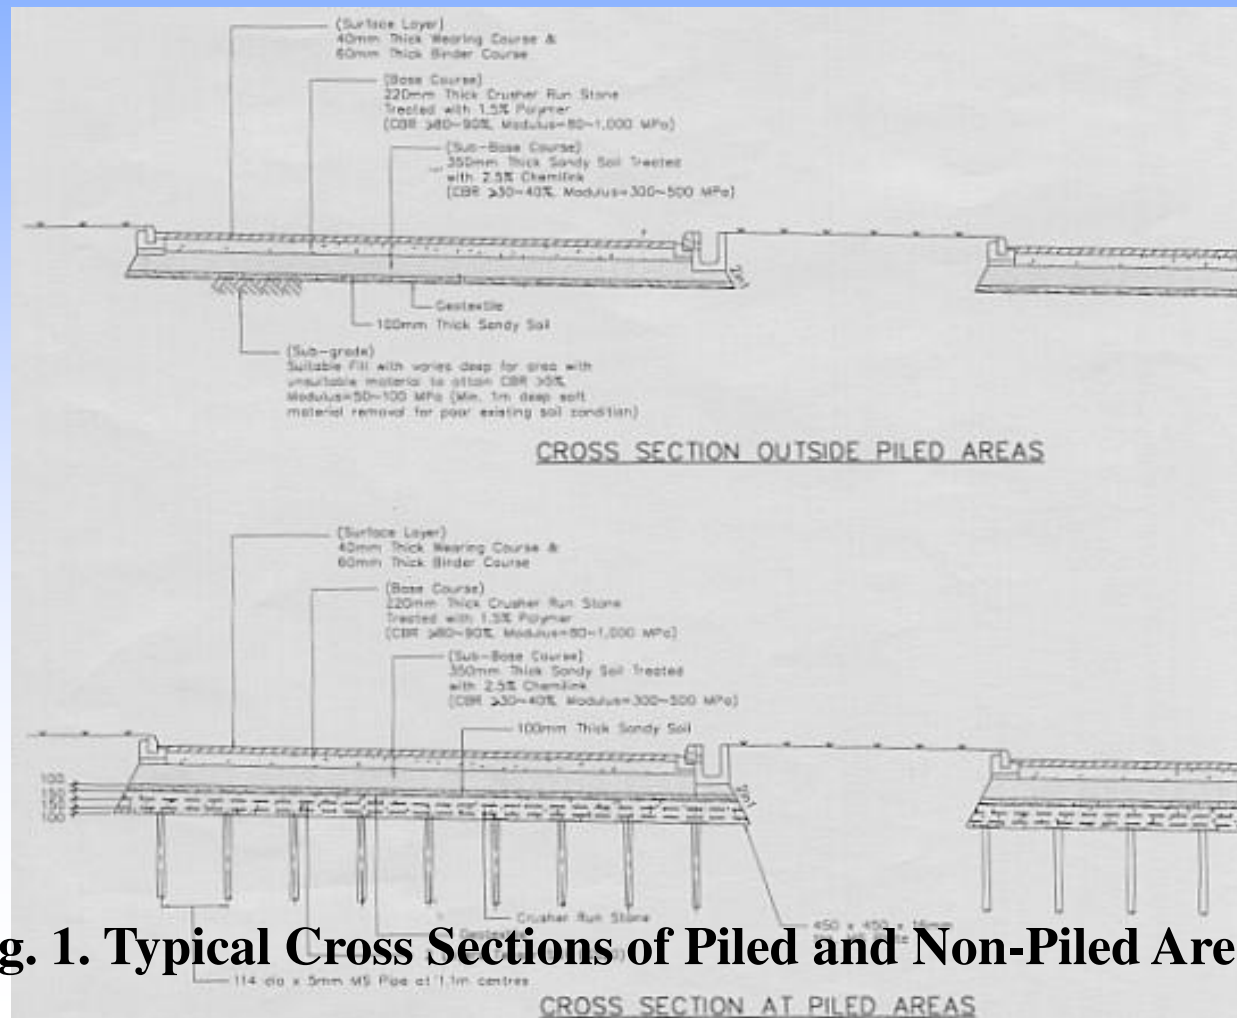 (Surface Layer)
40mm Thick Wearing Course &
60mm Thick Binder Course
(Base Course)
220mm Thick Crusher Run Stone
Treated with 1.5% Polymer
(CBR ≥80~90%, Modulus=80~1,000 MPa)
(Sub-Base Course)
350mm Thick Sandy Soil Treated
with 2.5% Chemilink
(CBR ≥30~40%, Modulus=300~500 MPa)
2in1
Geotextile
100mm Thick Sandy Soil
(Sub-grade)
Suitable Fill with varies deep for area with
unsuitable material to attain CBR >5%,
Modulus=50~100 MPa (Min. 1m deep soft
material removal for poor existing soil condition)
CROSS SECTION OUTSIDE PILED AREAS
(Surface Layer)
40mm Thick Wearing Course &
60mm Thick Binder Course
(Base Course)
220mm Thick Crusher Run Stone
Treated with 1.5% Polymer
(CBR ≥80~90%, Modulus=80~1,000 MPa)
(Sub-Base Course)
350mm Thick Sandy Soil Treated
with 2.5% Chemilink
(CBR ≥30~40%, Modulus=300~500 MPa)
100mm Thick Sandy Soil
100
100
2in1
Crusher Run Stone
450 x 450 x 16mm
Geotextile
g. 1. Typical Cross Sections of Piled and Non-Piled Are
114 dia x 5mm MS Pipe at 1.1m centres
CROSS SECTION AT PILED AREAS